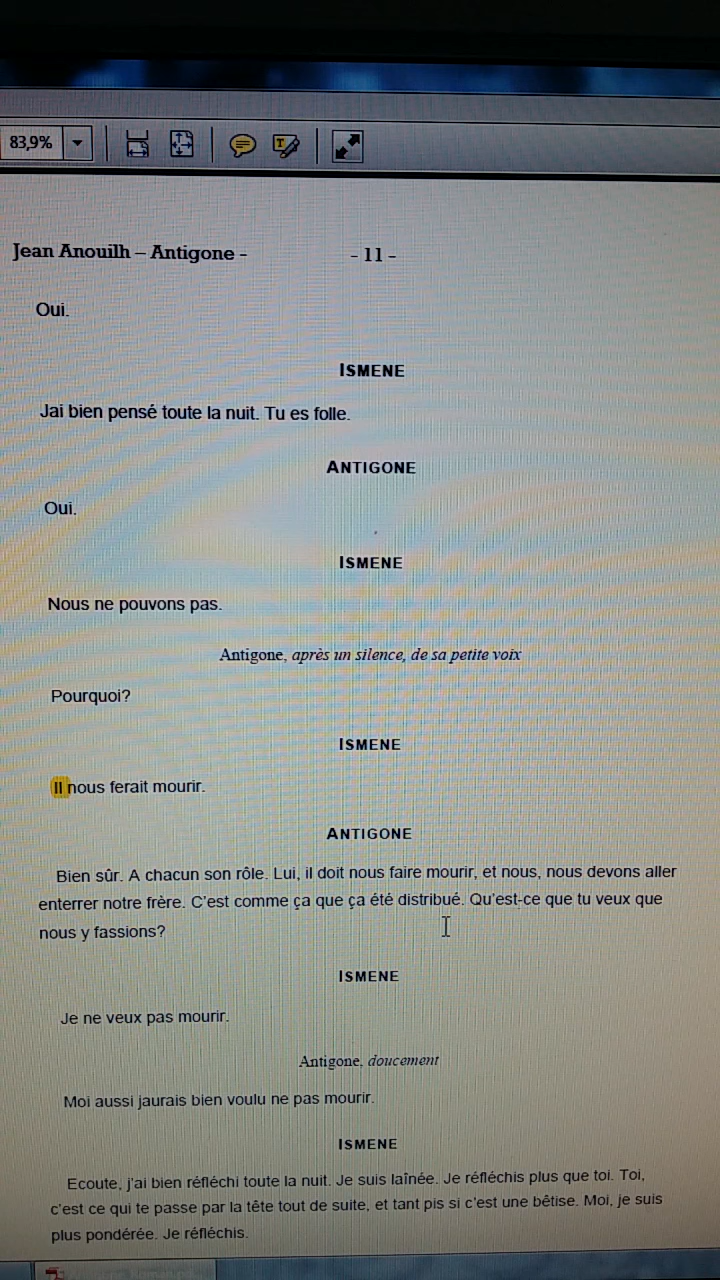 83,9%
Jean Anouilh – Antigone - - 11 -
Oui.
ISMENE
Jai bien pensé toute la nuit. Tu es folle.
ANTIGONE
Oui.
ISMENE
Nous ne pouvons pas.
Antigone, après un silence, de sa petite voix
Pourquoi?
ISMENE
Il nous ferait mourir.
ANTIGONE
Bien sûr. A chacun son rôle. Lui, il doit nous faire mourir, et nous, nous devons aller
enterrer notre frère. C'est comme ça que ça été distribué. Qu'est-ce que tu veux que
nous y fassions?
ISMENE
Je ne veux pas mourir.
Antigone, doucement
Moi aussi jaurais bien voulu ne pas mourir.
ISMENE
Ecoute, j'ai bien réfléchi toute la nuit. Je suis laînée. Je réfléchis plus que toi. Toi,
c'est ce qui te passe par la tête tout de suite, et tant pis si c'est une bêtise. Moi, je suis
plus pondérée. Je réfléchis.